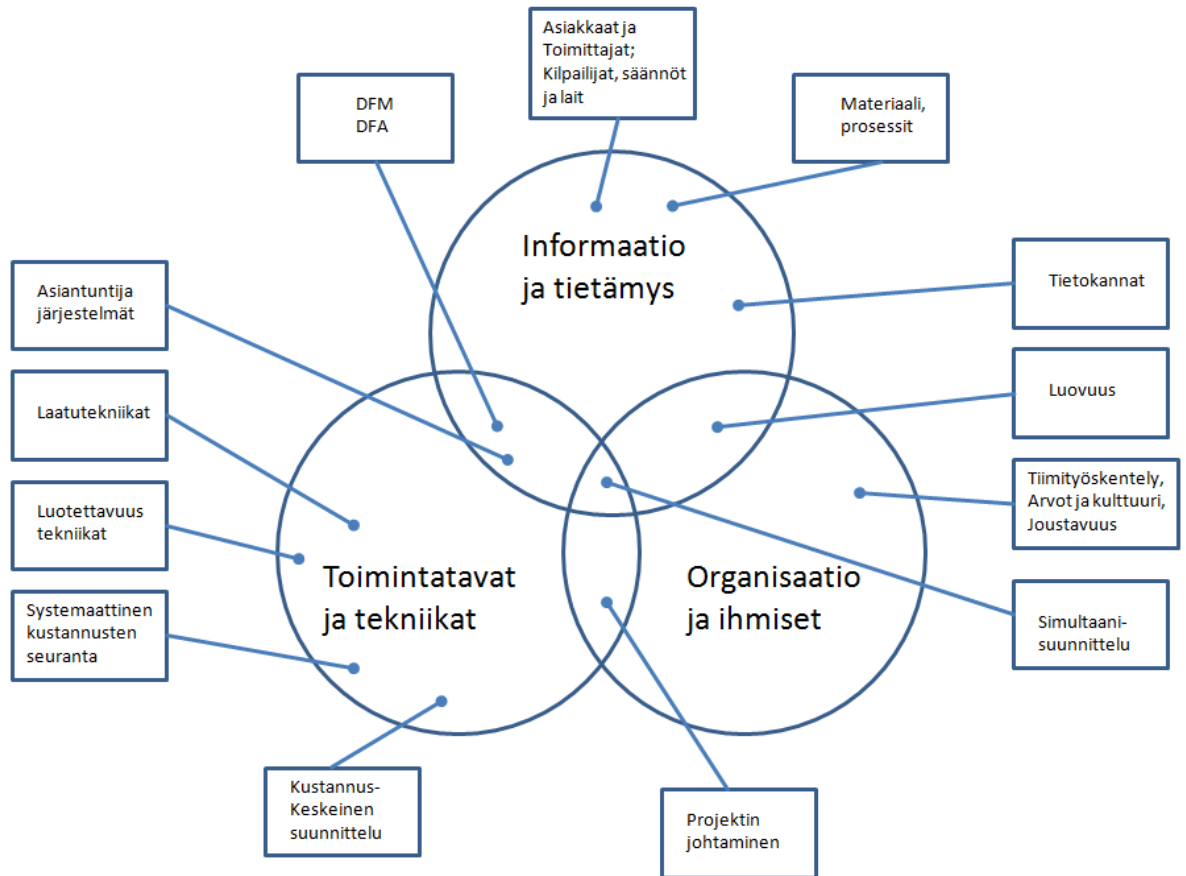 Asiakkaat ja
Toimittajat;
Kilpailijat, säännöt
ja lait
DFM
DFA
Materiaali,
prosessit
Informaatio
ja tietämys
Asiantuntija
järjestelmät
Tietokannat
Laatutekniikat
Luovuus
Luotettavuus
tekniikat
Tiimityöskentely,
Arvot ja kulttuuri,
Joustavuus
Toimintatavat
ja tekniikat
Organisaatio
ja ihmiset
Systemaattinen
kustannusten
seuranta
Simultaani-
suunnittelu
Kustannus-
Keskeinen
suunnittelu
Projektin
johtaminen